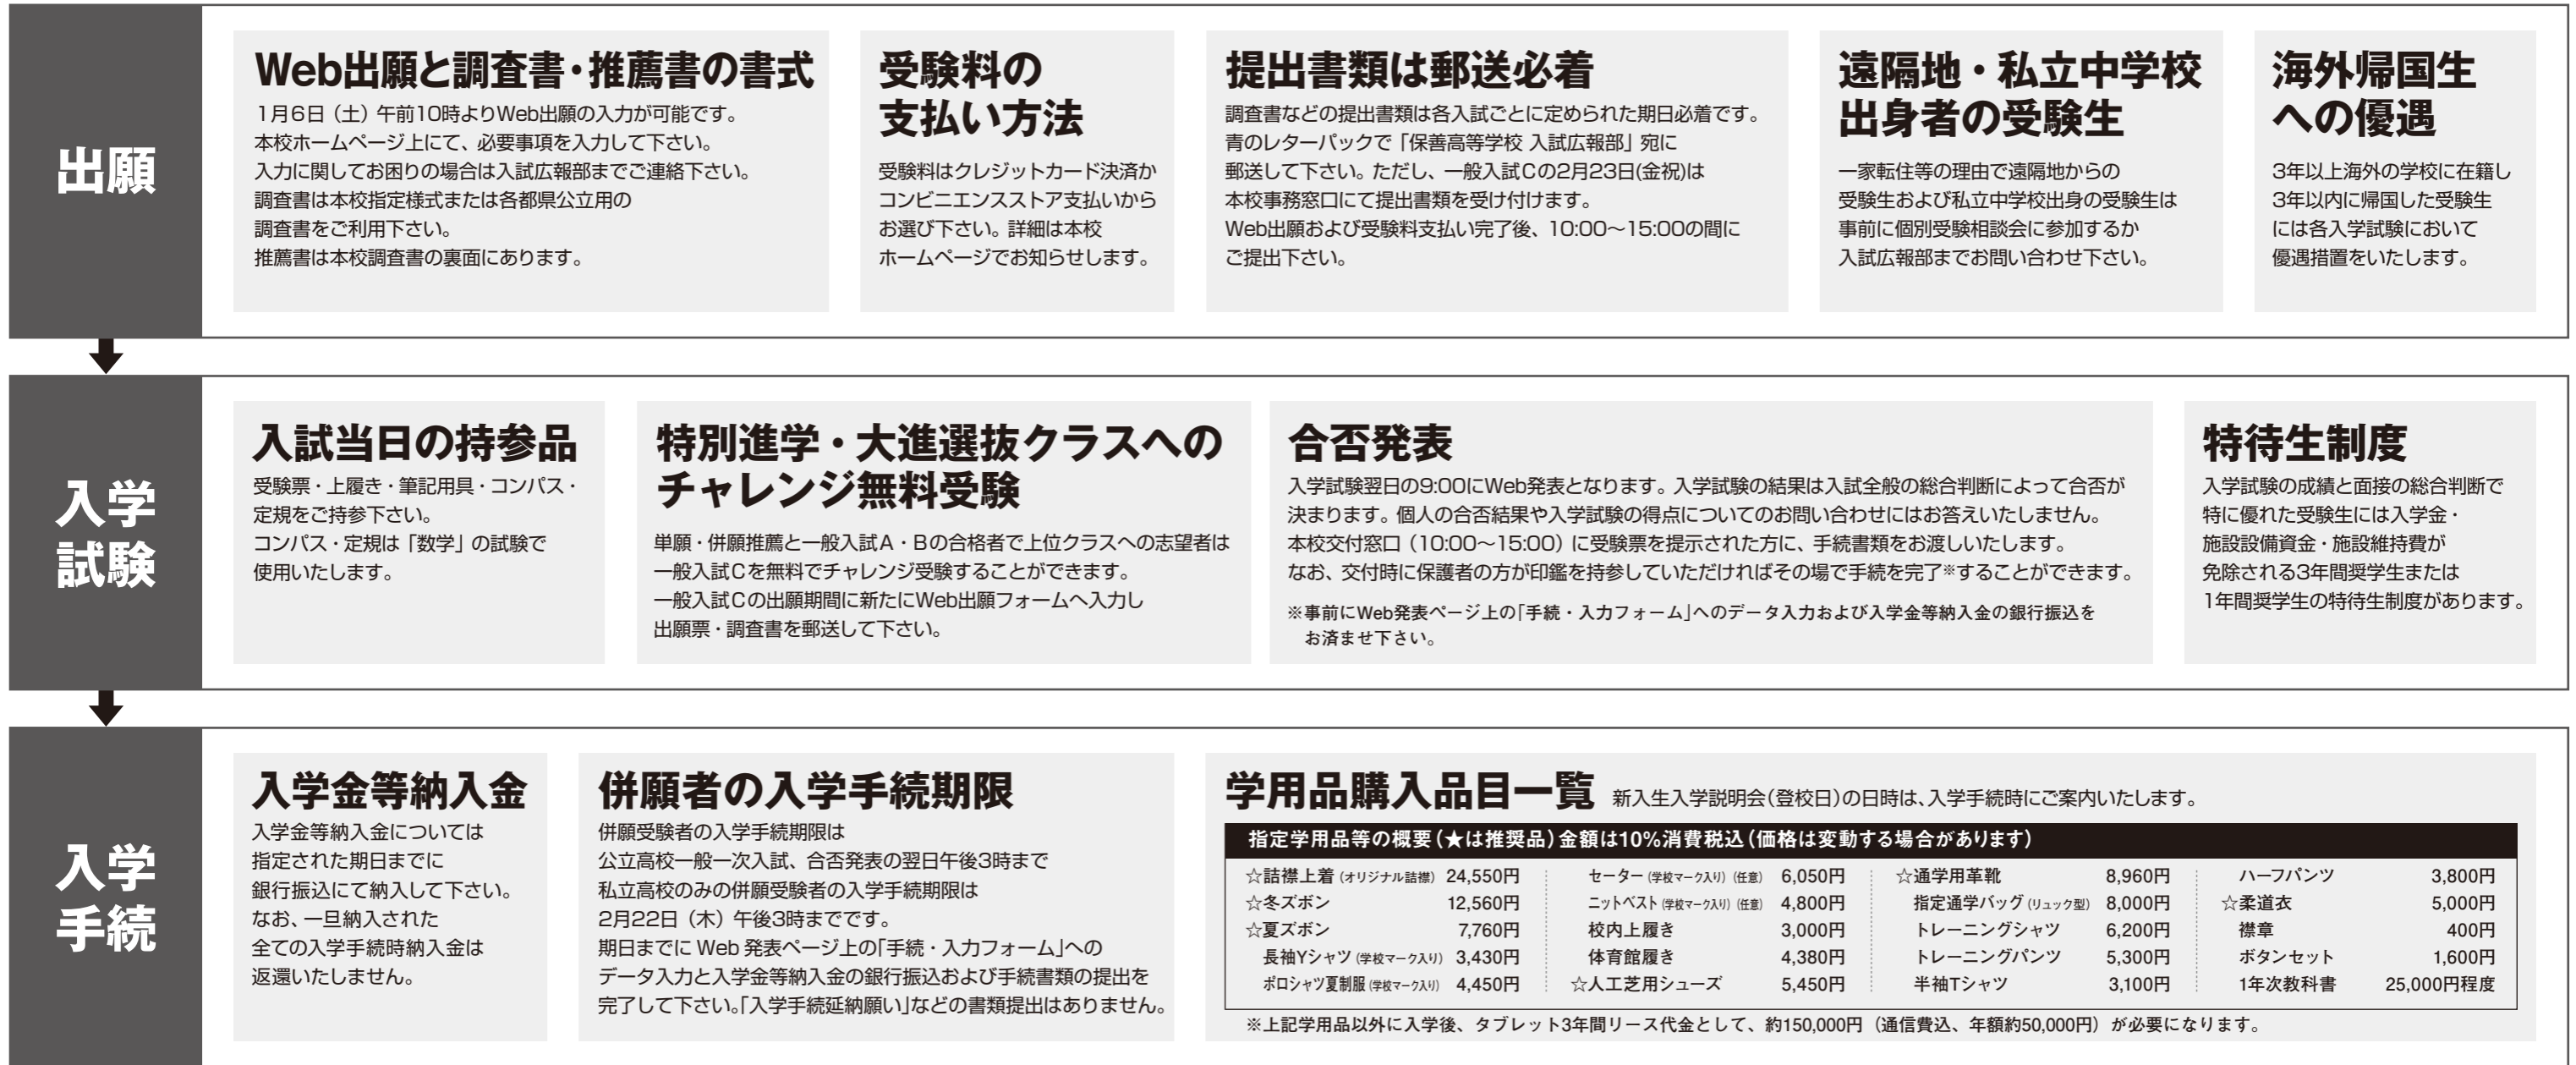 出願
Web出願と調査書・推薦書の書式
1月6日（土）午前10時よりWeb出願の入力が可能です。
本校ホームページ上にて、必要事項を入力して下さい。
入力に関してお困りの場合は入試広報部までご連絡下さい。
調査書は本校指定様式または各都県公立用の
調査書をご利用下さい。
推薦書は本校調査書の裏面にあります。
受験料の
支払い方法
受験料はクレジットカード決済か
コンビニエンスストア支払いから
お選び下さい。詳細は本校
ホームページでお知らせします。
提出書類は郵送必着
調査書などの提出書類は各入試ごとに定められた期日必着です。
青のレターパックで「保善高等学校 入試広報部」宛に
郵送して下さい。ただし、一般入試Cの2月23日(金祝)は
本校事務窓口にて提出書類を受け付けます。
Web出願および受験料支払い完了後、10:00～15:00の間に
ご提出下さい。
遠隔地・私立中学校
出身者の受験生
一家転住等の理由で遠隔地からの
受験生および私立中学校出身の受験生は
事前に個別受験相談会に参加するか
入試広報部までお問い合わせ下さい。
海外帰国生
への優遇
3年以上海外の学校に在籍し
3年以内に帰国した受験生
には各入学試験において
優遇措置をいたします。
入学
試験
入試当日の持参品
受験票・上履き・筆記用具・コンパス・
定規をご持参下さい。
コンパス・定規は「数学」の試験で
使用いたします。
特別進学・大進選抜クラスへの
チャレンジ無料受験
単願・併願推薦と一般入試A・Bの合格者で上位クラスへの志望者は
一般入試Cを無料でチャレンジ受験することができます。
一般入試Cの出願期間に新たにWeb出願フォームへ入力し
出願票・調査書を郵送して下さい。
合否発表
入学試験翌日の9:00にWeb発表となります。入学試験の結果は入試全般の総合判断によって合否が
決まります。個人の合否結果や入学試験の得点についてのお問い合わせにはお答えいたしません。
本校交付窓口（10:00～15:00）に受験票を提示された方に、手続書類をお渡しいたします。
なお、交付時に保護者の方が印鑑を持参していただければその場で手続を完了※することができます。
※事前にWeb発表ページ上の「手続・入力フォーム」へのデータ入力および入学金等納入金の銀行振込を
お済ませ下さい。
特待生制度
入学試験の成績と面接の総合判断で
特に優れた受験生には入学金・
施設設備資金・施設維持費が
免除される3年間奨学生または
1年間奨学生の特待生制度があります。
入学
手続
入学金等納入金
入学金等納入金については
指定された期日までに
銀行振込にて納入して下さい。
なお、一旦納入された
全ての入学手続時納入金は
返還いたしません。
併願者の入学手続期限
併願受験者の入学手続期限は
公立高校一般一次入試、合否発表の翌日午後3時まで
私立高校のみの併願受験者の入学手続期限は
2月22日（木）午後3時までです。
期日までに Web 発表ページ上の「手続・入力フォーム」への
データ入力と入学金等納入金の銀行振込および手続書類の提出を
完了して下さい。「入学手続延納願い」などの書類提出はありません。
学用品購入品目一覧 新入生入学説明会（登校日）の日時は、入学手続時にご案内いたします。
指定学用品等の概要（★は推奨品）金額は10%消費税込（価格は変動する場合があります）
☆詰襟上着（オリジナル詰襟） 24,550円
☆冬ズボン 12,560円
☆夏ズボン 7,760円
長袖Yシャツ（学校マーク入り） 3,430円
ポロシャツ夏制服（学校マーク入り） 4,450円
セーター（学校マーク入り）（任意） 6,050円
ニットベスト（学校マーク入り）（任意） 4,800円
校内上履き 3,000円
体育館履き 4,380円
☆人工芝用シューズ 5,450円
☆通学用革靴 8,960円
指定通学バッグ（リュック型） 8,000円
トレーニングシャツ 6,200円
トレーニングパンツ 5,300円
半袖Tシャツ 3,100円
ハーフパンツ 3,800円
☆柔道衣 5,000円
襟章 400円
ボタンセット 1,600円
1年次教科書 25,000円程度
※上記学用品以外に入学後、タブレット3年間リース代金として、約150,000円（通信費込、年額約50,000円）が必要になります。